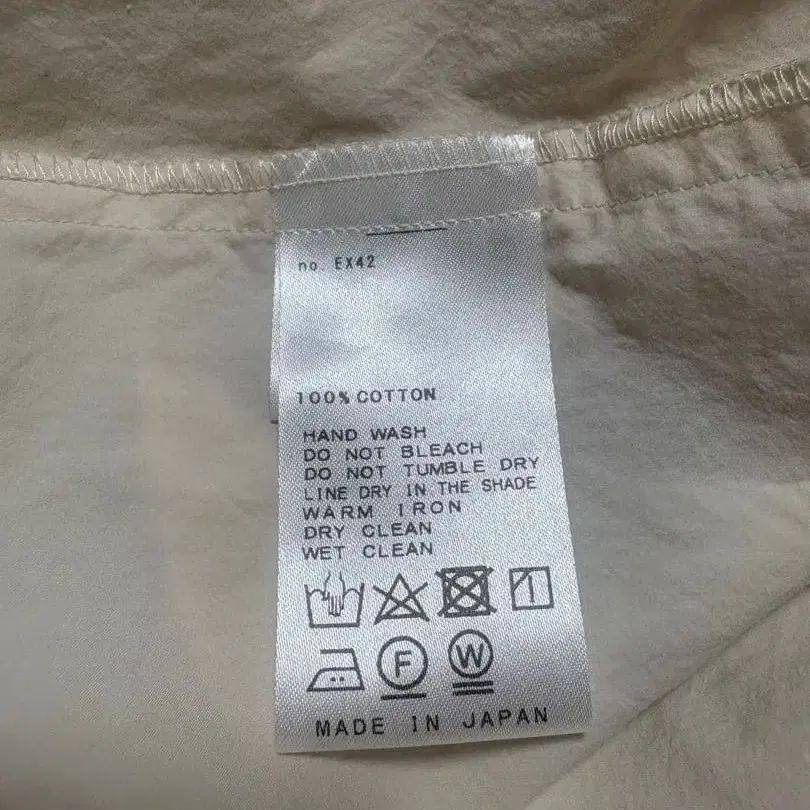 no. EX42
100% COTTON
HAND WASH
DO NOT BLEACH
DO NOT TUMBLE DRY
LINE DRY IN THE SHADE
WARM IRON
DRY CLEAN
WET CLEAN
F W
MADE IN JAPAN